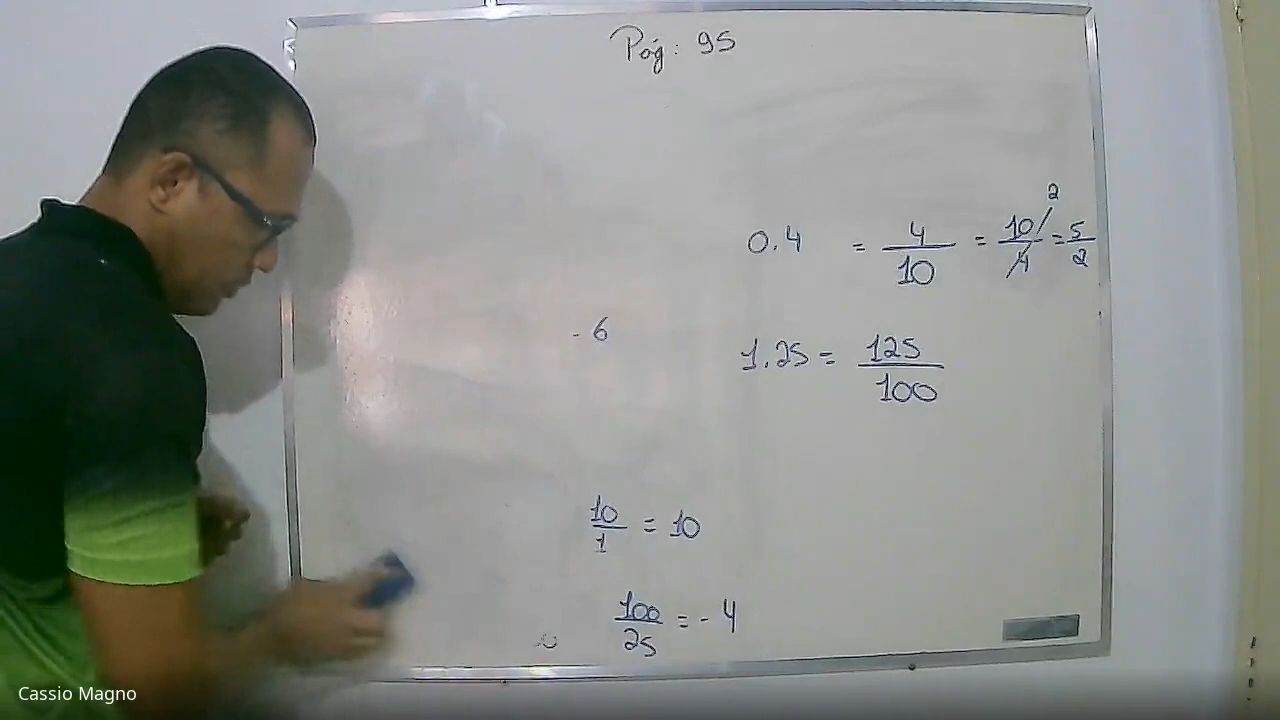 Pág: 95
0.4 = 4/10 = 10/4 = 5/2
2
- 6
1.25 = 125/100
10/1 = 10
100/25 = - 4
Cassio Magno